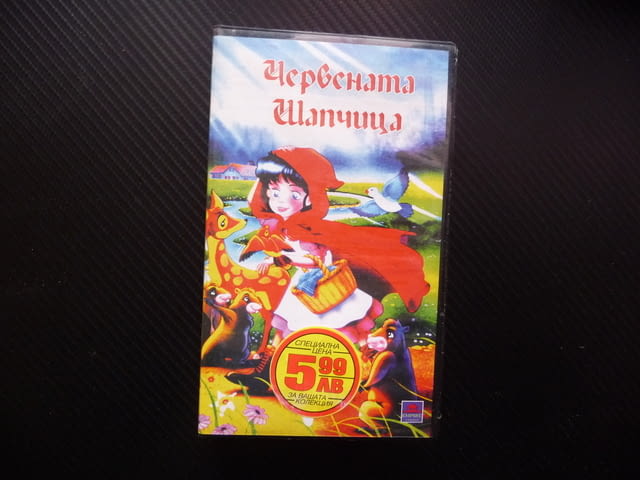 Червената
Шапчица
СПЕЦИАЛНА
ЦЕНА
5 99
ЛВ
ЗА ВАШАТА
КОЛЕКЦИЯ